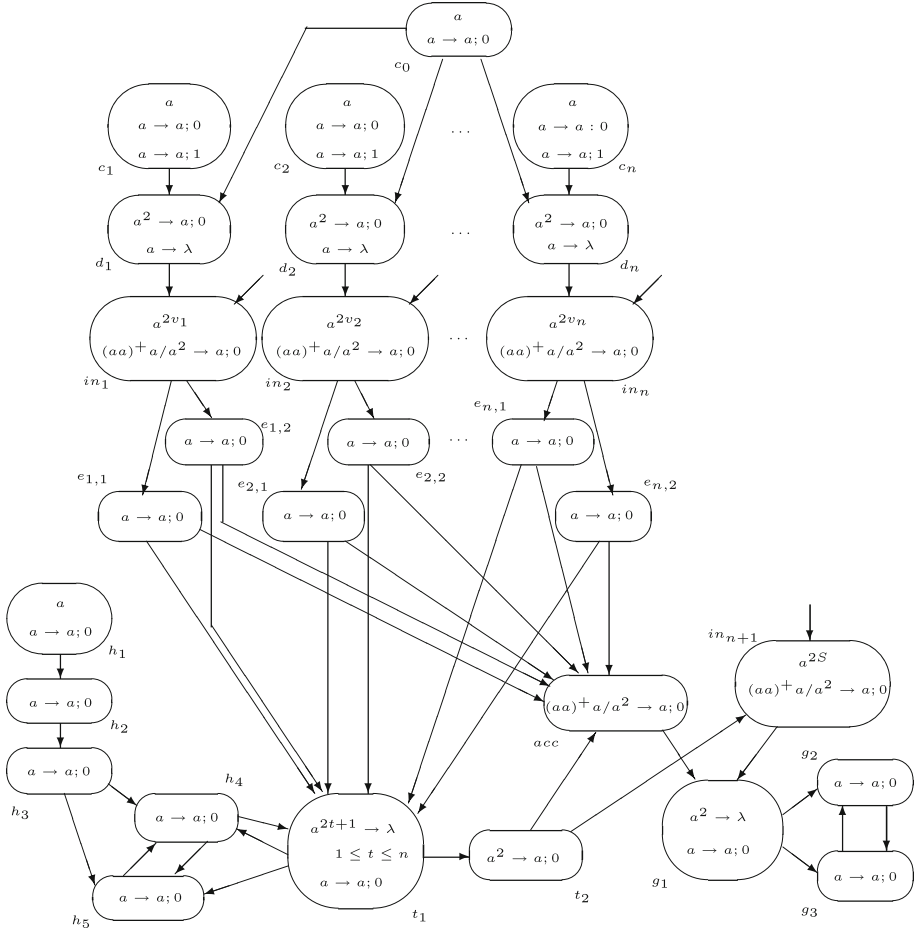 a
a → a; 0
c₀
a
a → a; 0
a → a; 1
c₁
a
a → a; 0
a → a; 1
c₂
...
a
a → a : 0
a → a; 1
cₙ
a² → a; 0
a → λ
d₁
a² → a; 0
a → λ
d₂
...
a² → a; 0
a → λ
dₙ
a²ᵛ¹
(aa)⁺a/a² → a; 0
in₁
a²ᵛ²
(aa)⁺a/a² → a; 0
in₂
...
a²ᵛⁿ
(aa)⁺a/a² → a; 0
inₙ
a → a; 0
e₁,₂
a → a; 0
e₂,₂
...
eₙ,₁
a → a; 0
e₁,₁
a → a; 0
e₂,₁
a → a; 0
eₙ,₂
a → a; 0
a
a → a; 0
h₁
a → a; 0
h₂
a → a; 0
h₃
h₄
a → a; 0
a → a; 0
h₅
a²ᵗ⁺¹ → λ
1 ≤ t ≤ n
a → a; 0
t₁
a² → a; 0
t₂
(aa)⁺a/a² → a; 0
acc
inₙ₊₁
a²ˢ
(aa)⁺a/a² → a; 0
a² → λ
a → a; 0
g₁
g₂
a → a; 0
a → a; 0
g₃